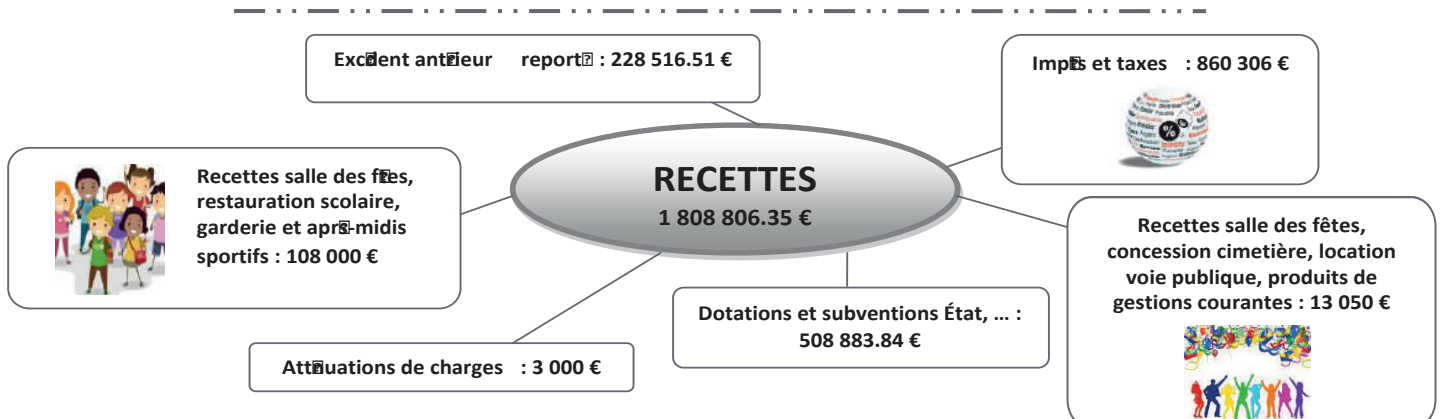 Exc⍰dent ant⍰rieur report⍰ : 228 516.51 €
Imp⍰ts et taxes : 860 306 €
RECETTES
1 808 806.35 €
Recettes salle des f⍰tes,
restauration scolaire,
garderie et apr⍰s-midis
sportifs : 108 000 €
Recettes salle des fêtes,
concession cimetière, location
voie publique, produits de
gestions courantes : 13 050 €
Dotations et subventions État, ... :
508 883.84 €
Att⍰nuations de charges : 3 000 €
%